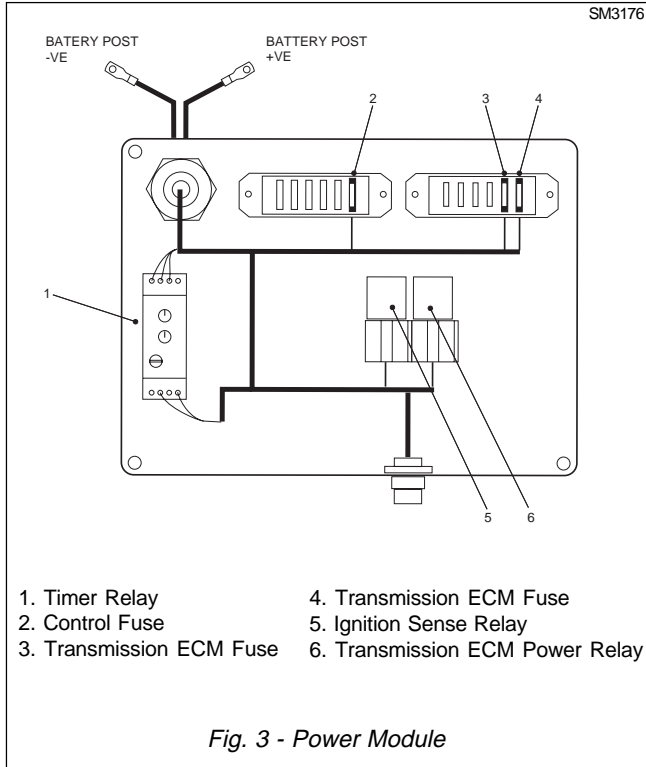 SM3176
BATERY POST
-VE
BATTERY POST
+VE
2
3
4
1
5
6
1. Timer Relay
2. Control Fuse
3. Transmission ECM Fuse
4. Transmission ECM Fuse
5. Ignition Sense Relay
6. Transmission ECM Power Relay
Fig. 3 - Power Module